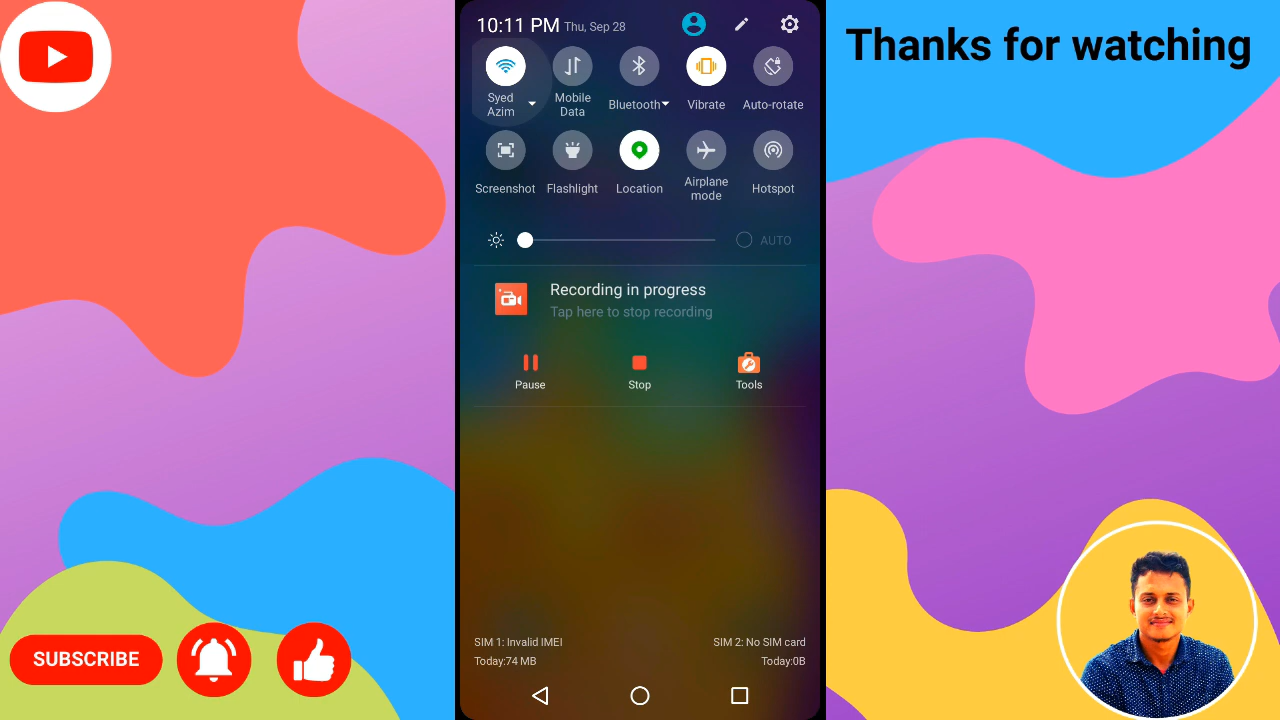 10:11 PM Thu, Sep 28
Thanks for watching
Syed
Azim
Mobile
Data
Bluetooth
Vibrate
Auto-rotate
Screenshot
Flashlight
Location
Airplane
mode
Hotspot
AUTO
Recording in progress
Tap here to stop recording
Pause
Stop
Tools
SIM 1: Invalid IMEI
SIM 2: No SIM card
Today:74 MB
Today:0B
SUBSCRIBE